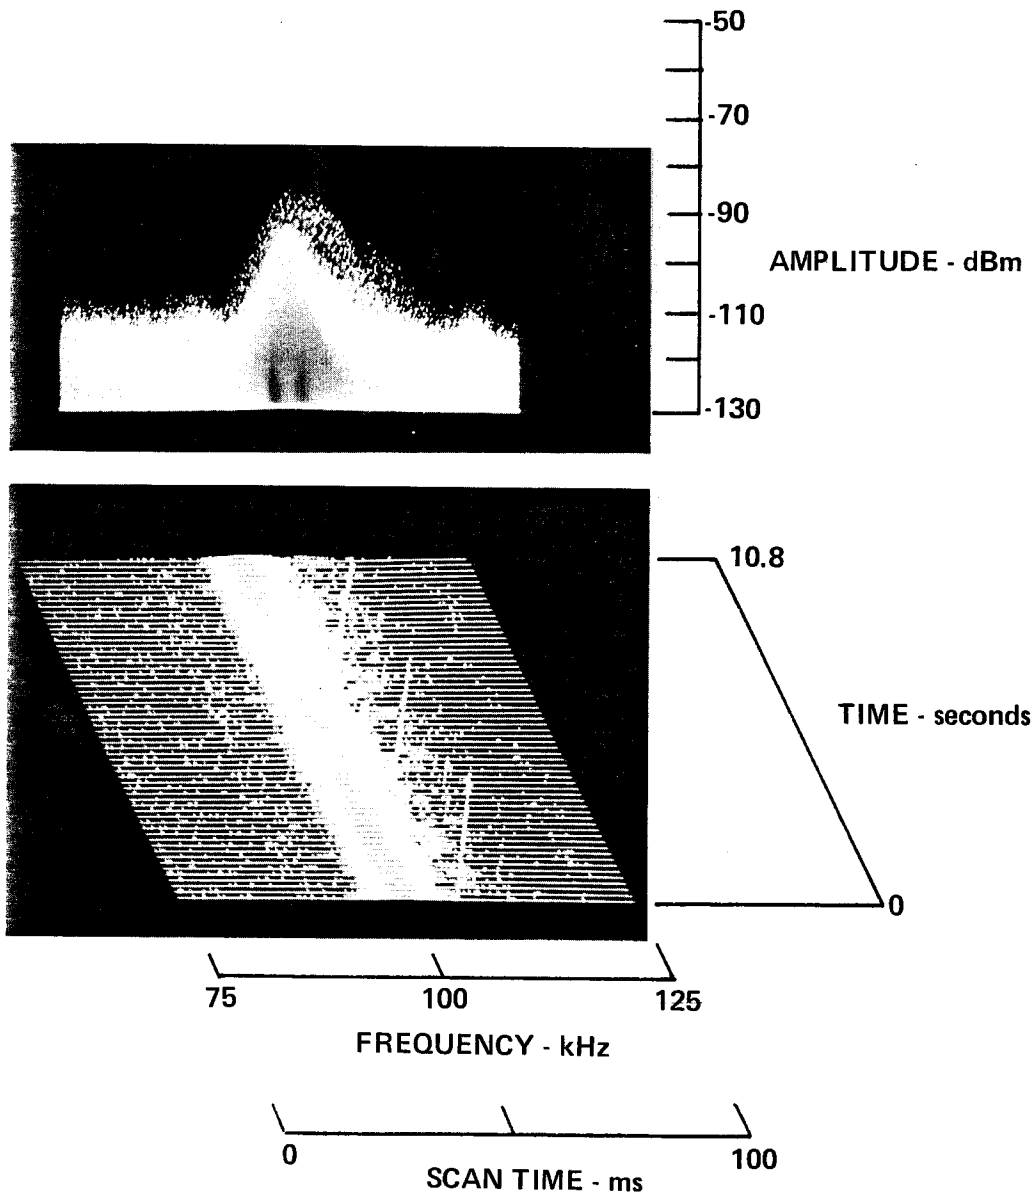 -50
-70
-90
AMPLITUDE - dBm
-110
-130
10.8
TIME - seconds
0
75 100 125
FREQUENCY - kHz
0 100
SCAN TIME - ms